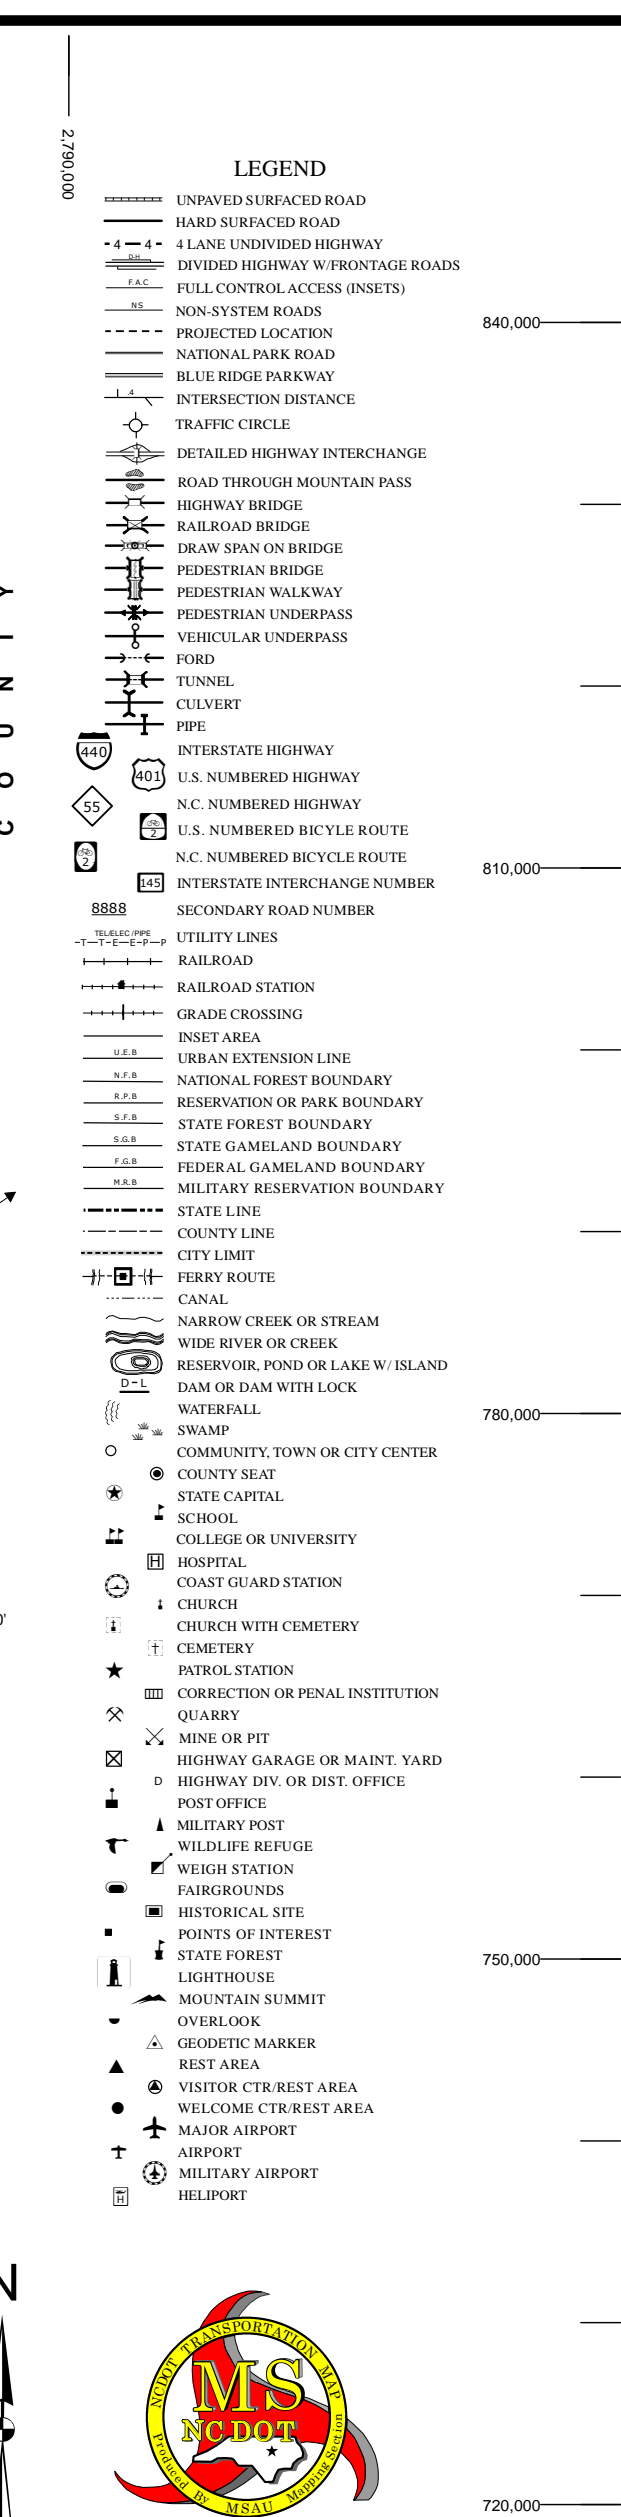 2,790,000
LEGEND
UNPAVED SURFACED ROAD
HARD SURFACED ROAD
4 4 4 LANE UNDIVIDED HIGHWAY
D-H DIVIDED HIGHWAY W/FRONTAGE ROADS
F.A.C FULL CONTROL ACCESS (INSETS)
NS NON-SYSTEM ROADS
840,000
PROJECTED LOCATION
NATIONAL PARK ROAD
BLUE RIDGE PARKWAY
.4 INTERSECTION DISTANCE
TRAFFIC CIRCLE
DETAILED HIGHWAY INTERCHANGE
ROAD THROUGH MOUNTAIN PASS
HIGHWAY BRIDGE
RAILROAD BRIDGE
DRAW SPAN ON BRIDGE
PEDESTRIAN BRIDGE
PEDESTRIAN WALKWAY
PEDESTRIAN UNDERPASS
VEHICULAR UNDERPASS
FORD
TUNNEL
CULVERT
PIPE
COUNTY
440 INTERSTATE HIGHWAY
401 U.S. NUMBERED HIGHWAY
55 N.C. NUMBERED HIGHWAY
2 U.S. NUMBERED BICYLE ROUTE
2 N.C. NUMBERED BICYCLE ROUTE
810,000
145 INTERSTATE INTERCHANGE NUMBER
8888 SECONDARY ROAD NUMBER
TEL/ELEC /PIPE
-T—T-E—E-P—P UTILITY LINES
RAILROAD
RAILROAD STATION
GRADE CROSSING
INSET AREA
U.E.B URBAN EXTENSION LINE
N.F.B NATIONAL FOREST BOUNDARY
R.P.B RESERVATION OR PARK BOUNDARY
S.F.B STATE FOREST BOUNDARY
S.G.B STATE GAMELAND BOUNDARY
F.G.B FEDERAL GAMELAND BOUNDARY
M.R.B MILITARY RESERVATION BOUNDARY
STATE LINE
COUNTY LINE
CITY LIMIT
FERRY ROUTE
CANAL
NARROW CREEK OR STREAM
WIDE RIVER OR CREEK
RESERVOIR, POND OR LAKE W/ ISLAND
D-L DAM OR DAM WITH LOCK
WATERFALL
780,000
SWAMP
COMMUNITY, TOWN OR CITY CENTER
COUNTY SEAT
STATE CAPITAL
SCHOOL
COLLEGE OR UNIVERSITY
H HOSPITAL
COAST GUARD STATION
CHURCH
0'
CHURCH WITH CEMETERY
CEMETERY
PATROL STATION
CORRECTION OR PENAL INSTITUTION
QUARRY
MINE OR PIT
HIGHWAY GARAGE OR MAINT. YARD
D HIGHWAY DIV. OR DIST. OFFICE
POST OFFICE
MILITARY POST
WILDLIFE REFUGE
WEIGH STATION
FAIRGROUNDS
HISTORICAL SITE
POINTS OF INTEREST
STATE FOREST
750,000
LIGHTHOUSE
MOUNTAIN SUMMIT
OVERLOOK
GEODETIC MARKER
REST AREA
VISITOR CTR/REST AREA
WELCOME CTR/REST AREA
MAJOR AIRPORT
AIRPORT
MILITARY AIRPORT
H HELIPORT
N
NCDOT TRANSPORTATION MAP
MS
NCDOT
Produced By MSAU Mapping Section
720,000